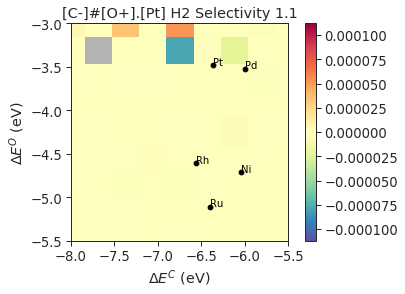 [C-]#[O+].[Pt] H2 Selectivity 1.1
−3.0
−3.5
−4.0
−4.5
−5.0
−5.5
ΔE^O (eV)
Pt
Pd
Rh
Ni
Ru
−8.0 −7.5 −7.0 −6.5 −6.0 −5.5
ΔE^C (eV)
0.000100
0.000075
0.000050
0.000025
0.000000
−0.000025
−0.000050
−0.000075
−0.000100